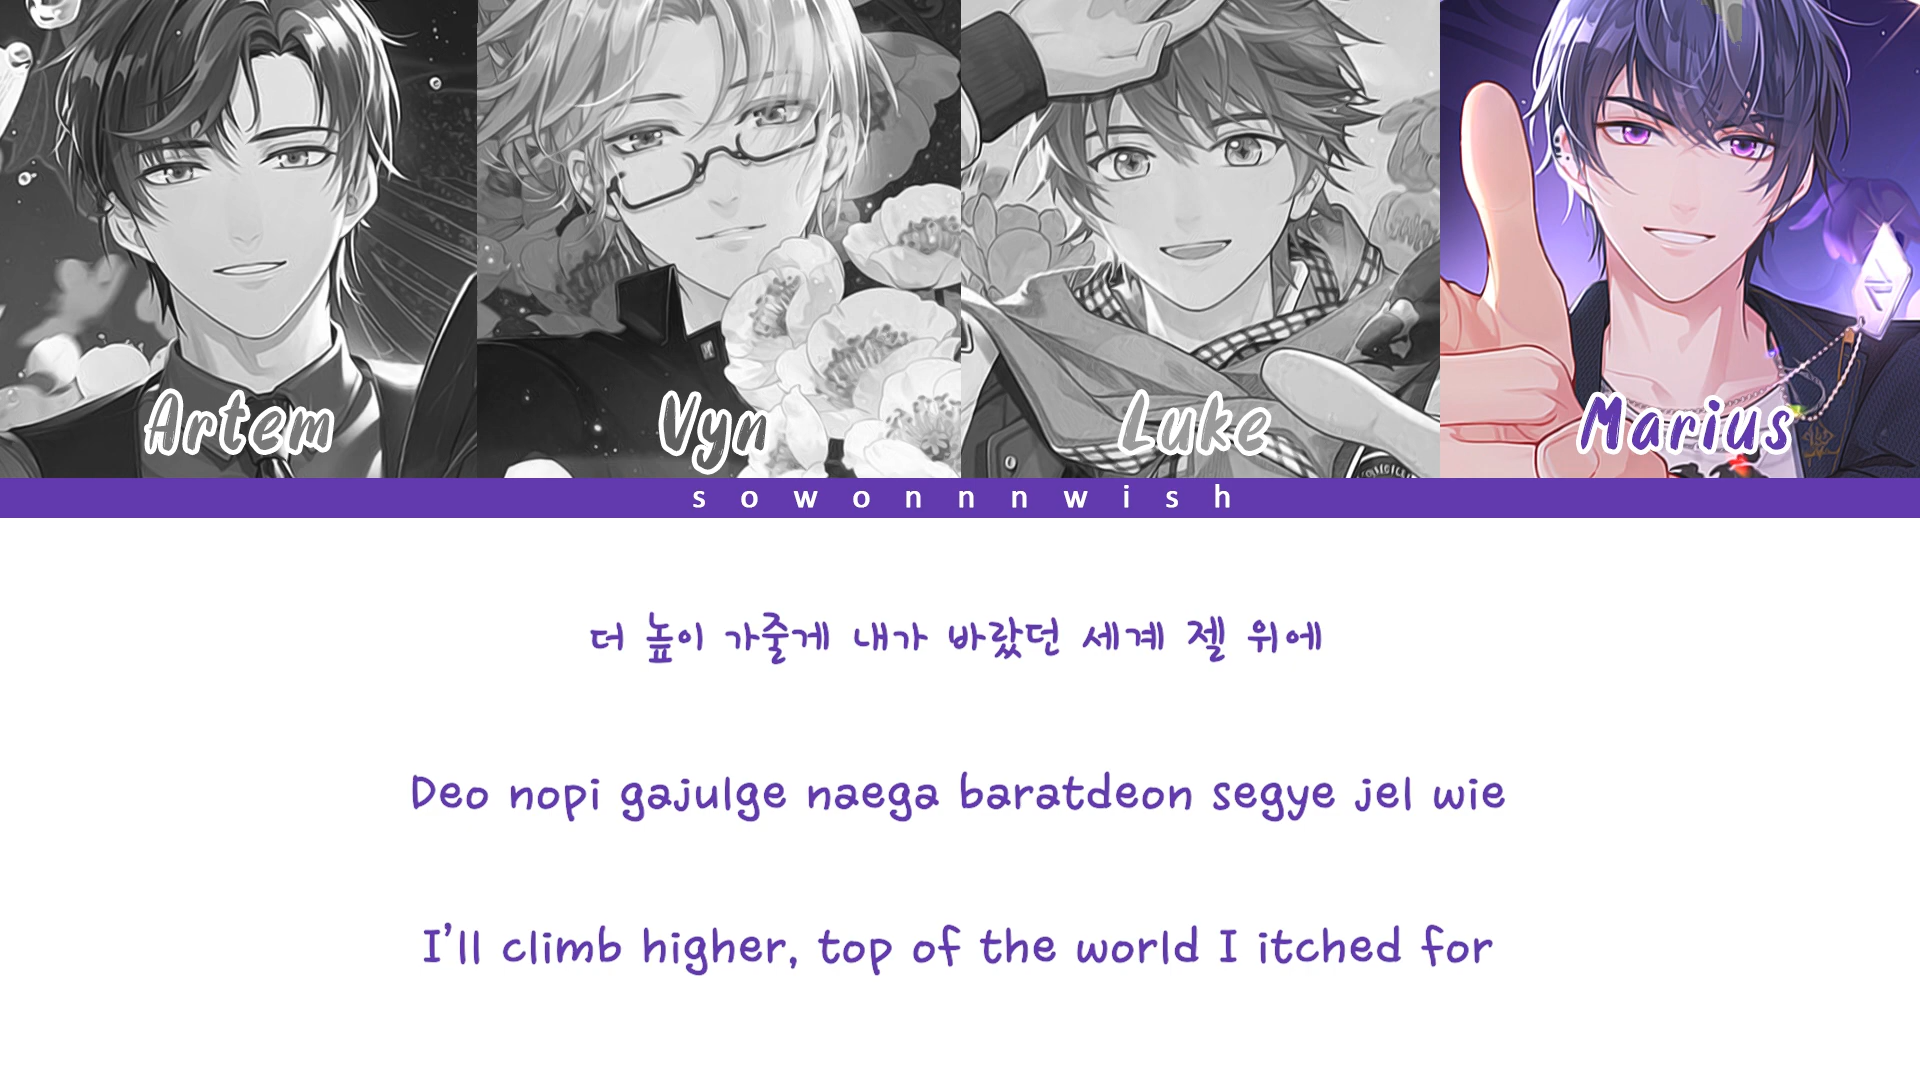 Artem
Vyn
Luke
Marius
sowonnnwish
더 높이 가줄게 내가 바랐던 세계 젤 위에
Deo nopi gajulge naega baratdeon segye jel wie
I'll climb higher, top of the world I itched for